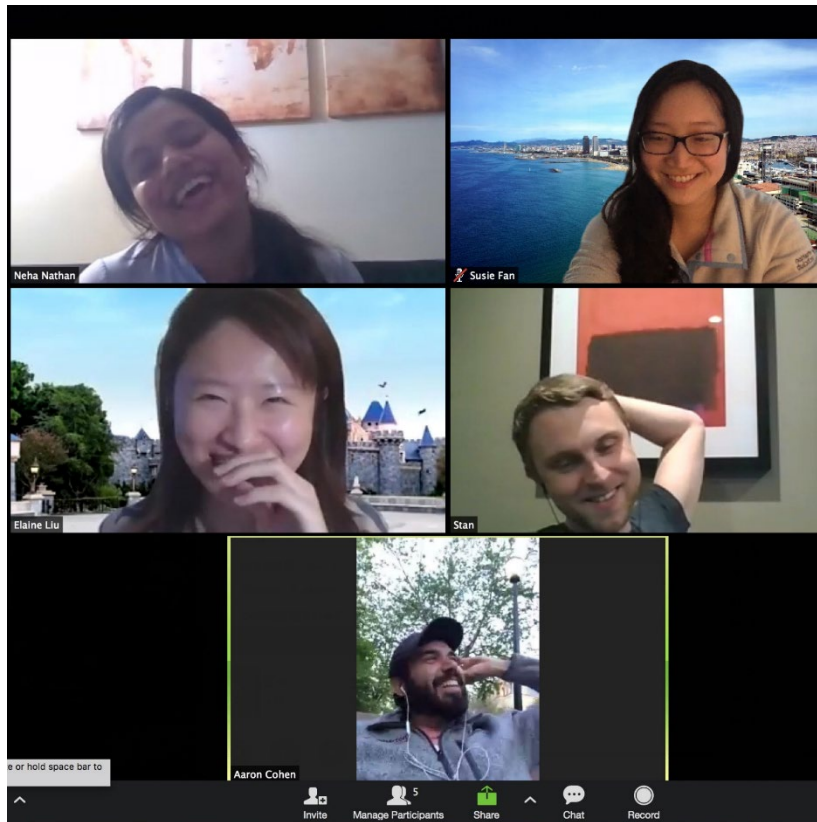 Neha Nathan
Susie Fan
Elaine Liu
Stan
Aaron Cohen
e or hold space bar to
Invite
Manage Participants
5
Share
Chat
Record